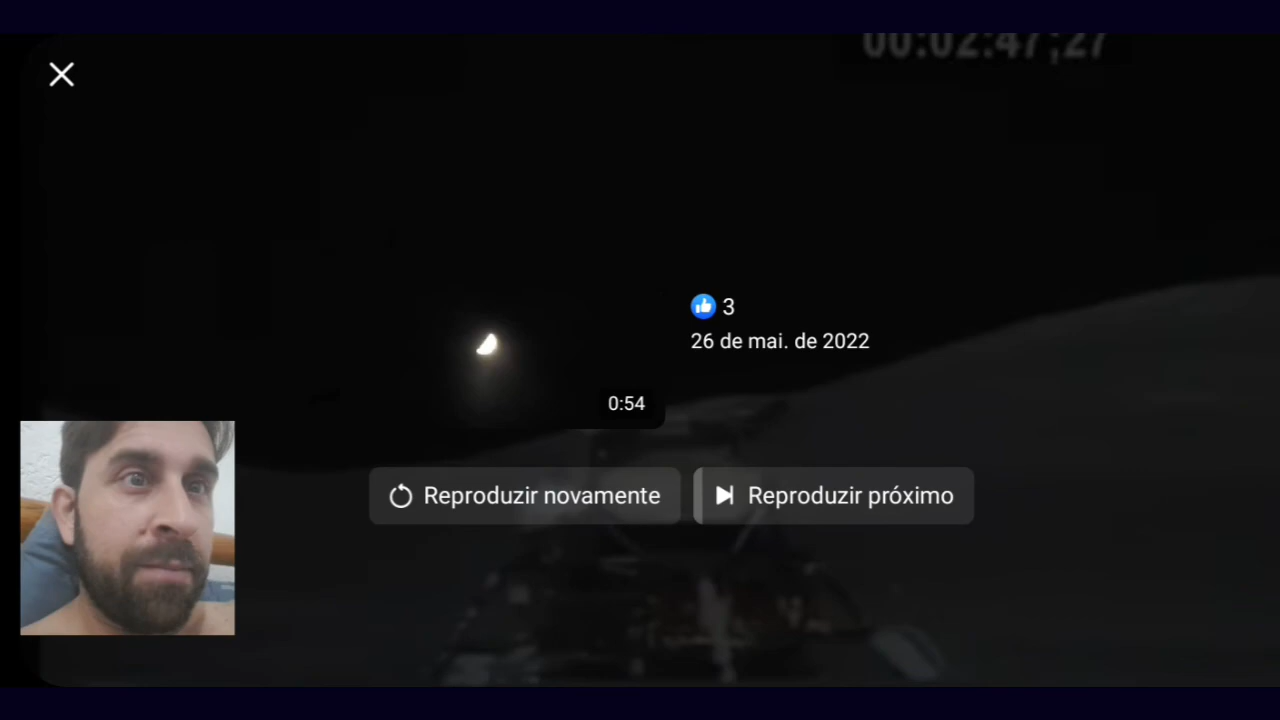 00:02:47;27
3
26 de mai. de 2022
0:54
Reproduzir novamente
Reproduzir próximo